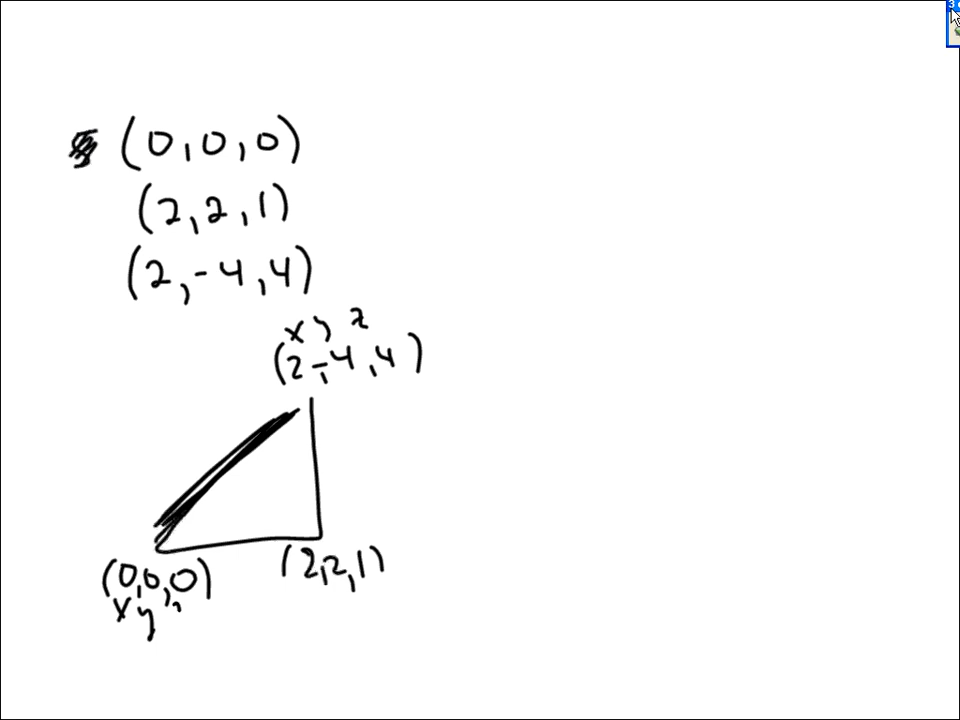 (0,0,0)
(2,2,1)
(2,-4,4)
x y z
(2,-4,4)
(0,0,0) (2,2,1)
x y